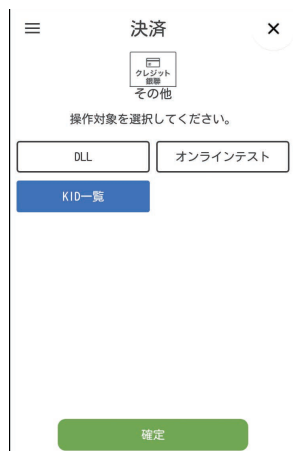 決済
クレジット
銀聯
その他
操作対象を選択してください。
DLL
オンラインテスト
KID一覧
確定